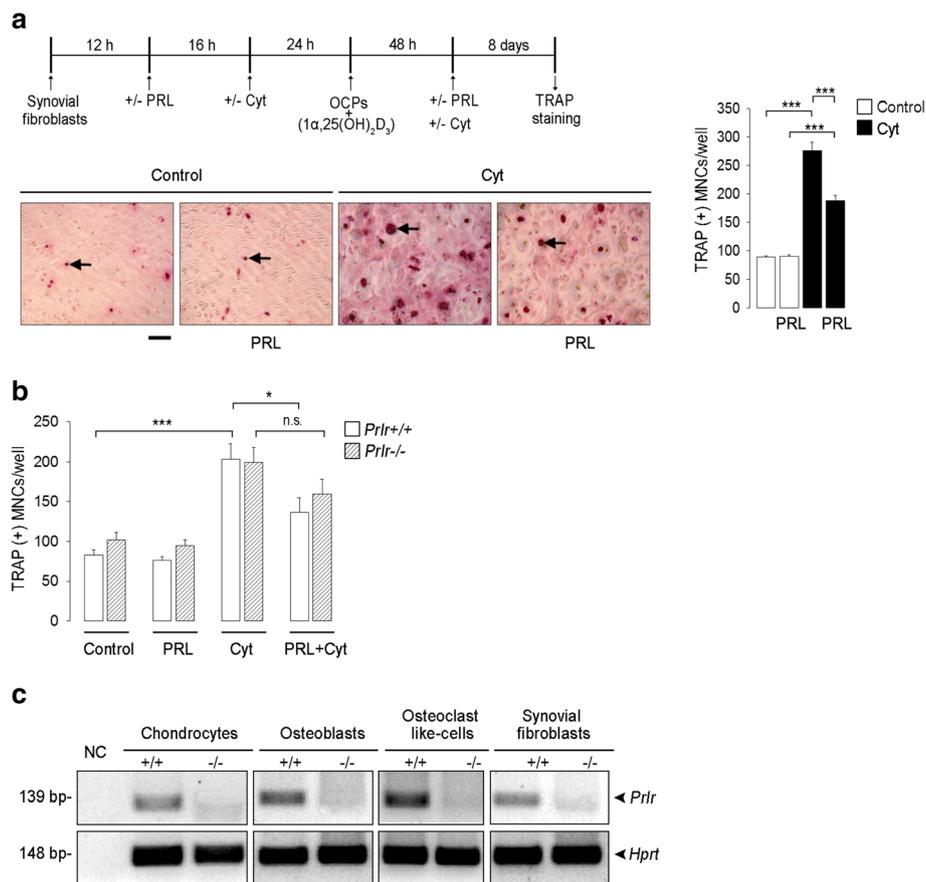 a
12 h 16 h 24 h 48 h 8 days
Synovial fibroblasts
+/- PRL
+/- Cyt
OCPs
+
(1α,25(OH)₂D₃)
+/- PRL
+/- Cyt
TRAP staining
Control Cyt
PRL PRL
TRAP (+) MNCs/well
350
300
250
200
150
100
50
0
*** *** ***
Control
Cyt
PRL PRL
b
TRAP (+) MNCs/well
250
200
150
100
50
0
*** * n.s.
Prlr+/+
Prlr-/-
Control PRL Cyt PRL+Cyt
c
NC
Chondrocytes
Osteoblasts
Osteoclast like-cells
Synovial fibroblasts
+/+ -/- +/+ -/- +/+ -/- +/+ -/-
139 bp- Prlr
148 bp- Hprt